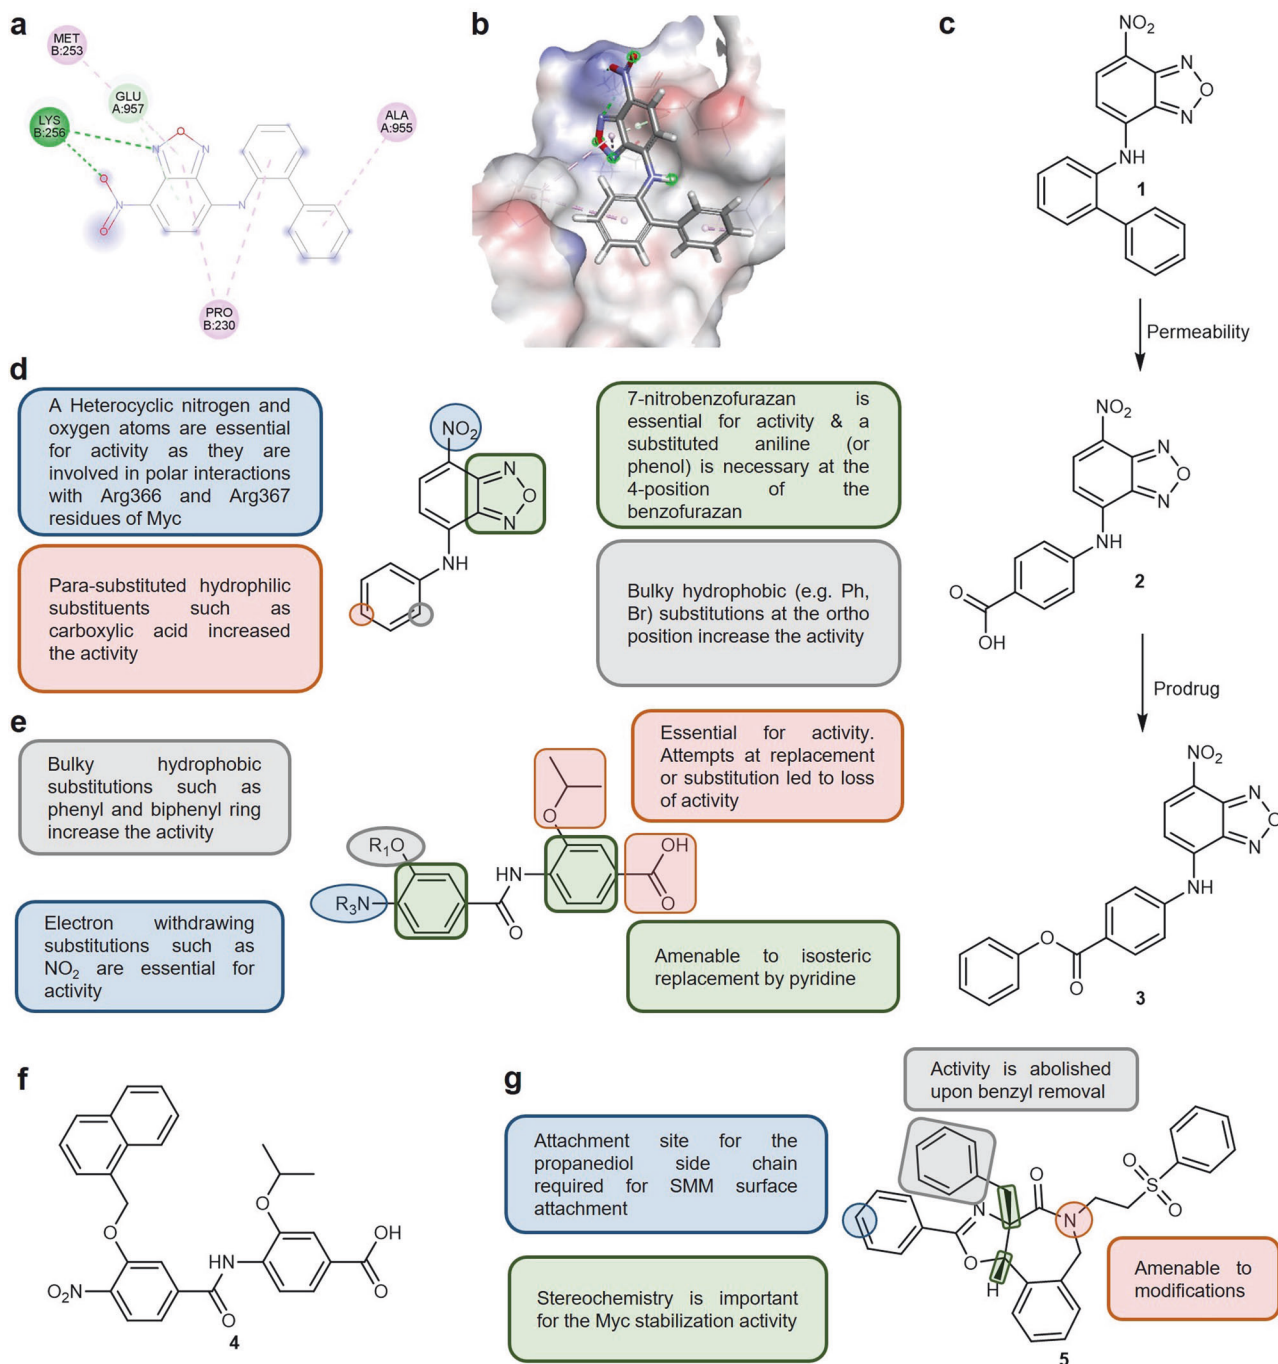 a
MET
B:253
GLU
A:957
LYS
B:256
ALA
A:955
PRO
B:230
N
O
N
O
N
O
N
b
c
NO2
N
O
N
NH
1
Permeability
NO2
N
O
N
NH
2
O
OH
Prodrug
NO2
N
O
N
NH
O
O
3
d
A Heterocyclic nitrogen and
oxygen atoms are essential
for activity as they are
involved in polar interactions
with Arg366 and Arg367
residues of Myc
Para-substituted hydrophilic
substituents such as
carboxylic acid increased
the activity
NO2
N
O
N
NH
7-nitrobenzofurazan is
essential for activity & a
substituted aniline (or
phenol) is necessary at the
4-position of the
benzofurazan
Bulky hydrophobic (e.g. Ph,
Br) substitutions at the ortho
position increase the activity
e
Bulky hydrophobic
substitutions such as
phenyl and biphenyl ring
increase the activity
Electron withdrawing
substitutions such as
NO2 are essential for
activity
R1O
R3N
O
NH
O
OH
O
Essential for activity.
Attempts at replacement
or substitution led to loss
of activity
Amenable to isosteric
replacement by pyridine
f
O
O2N
O
NH
O
OH
O
4
g
Activity is abolished
upon benzyl removal
Attachment site for the
propanediol side chain
required for SMM surface
attachment
Stereochemistry is important
for the Myc stabilization activity
N
O
O
N
O
S
O
H
Amenable to
modifications
5